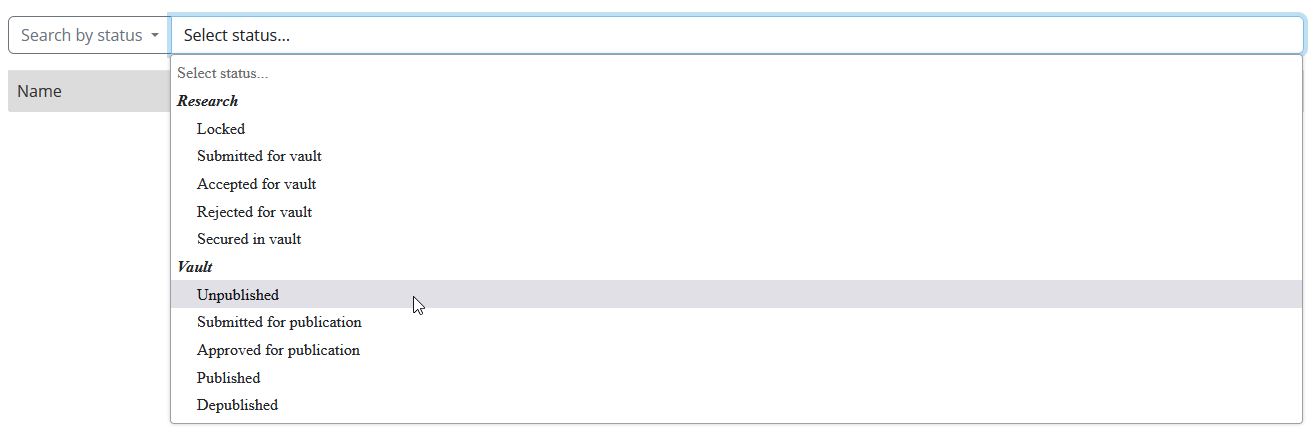 Search by status Select status...
Select status...
Name
Research
Locked
Submitted for vault
Accepted for vault
Rejected for vault
Secured in vault
Vault
Unpublished
Submitted for publication
Approved for publication
Published
Depublished